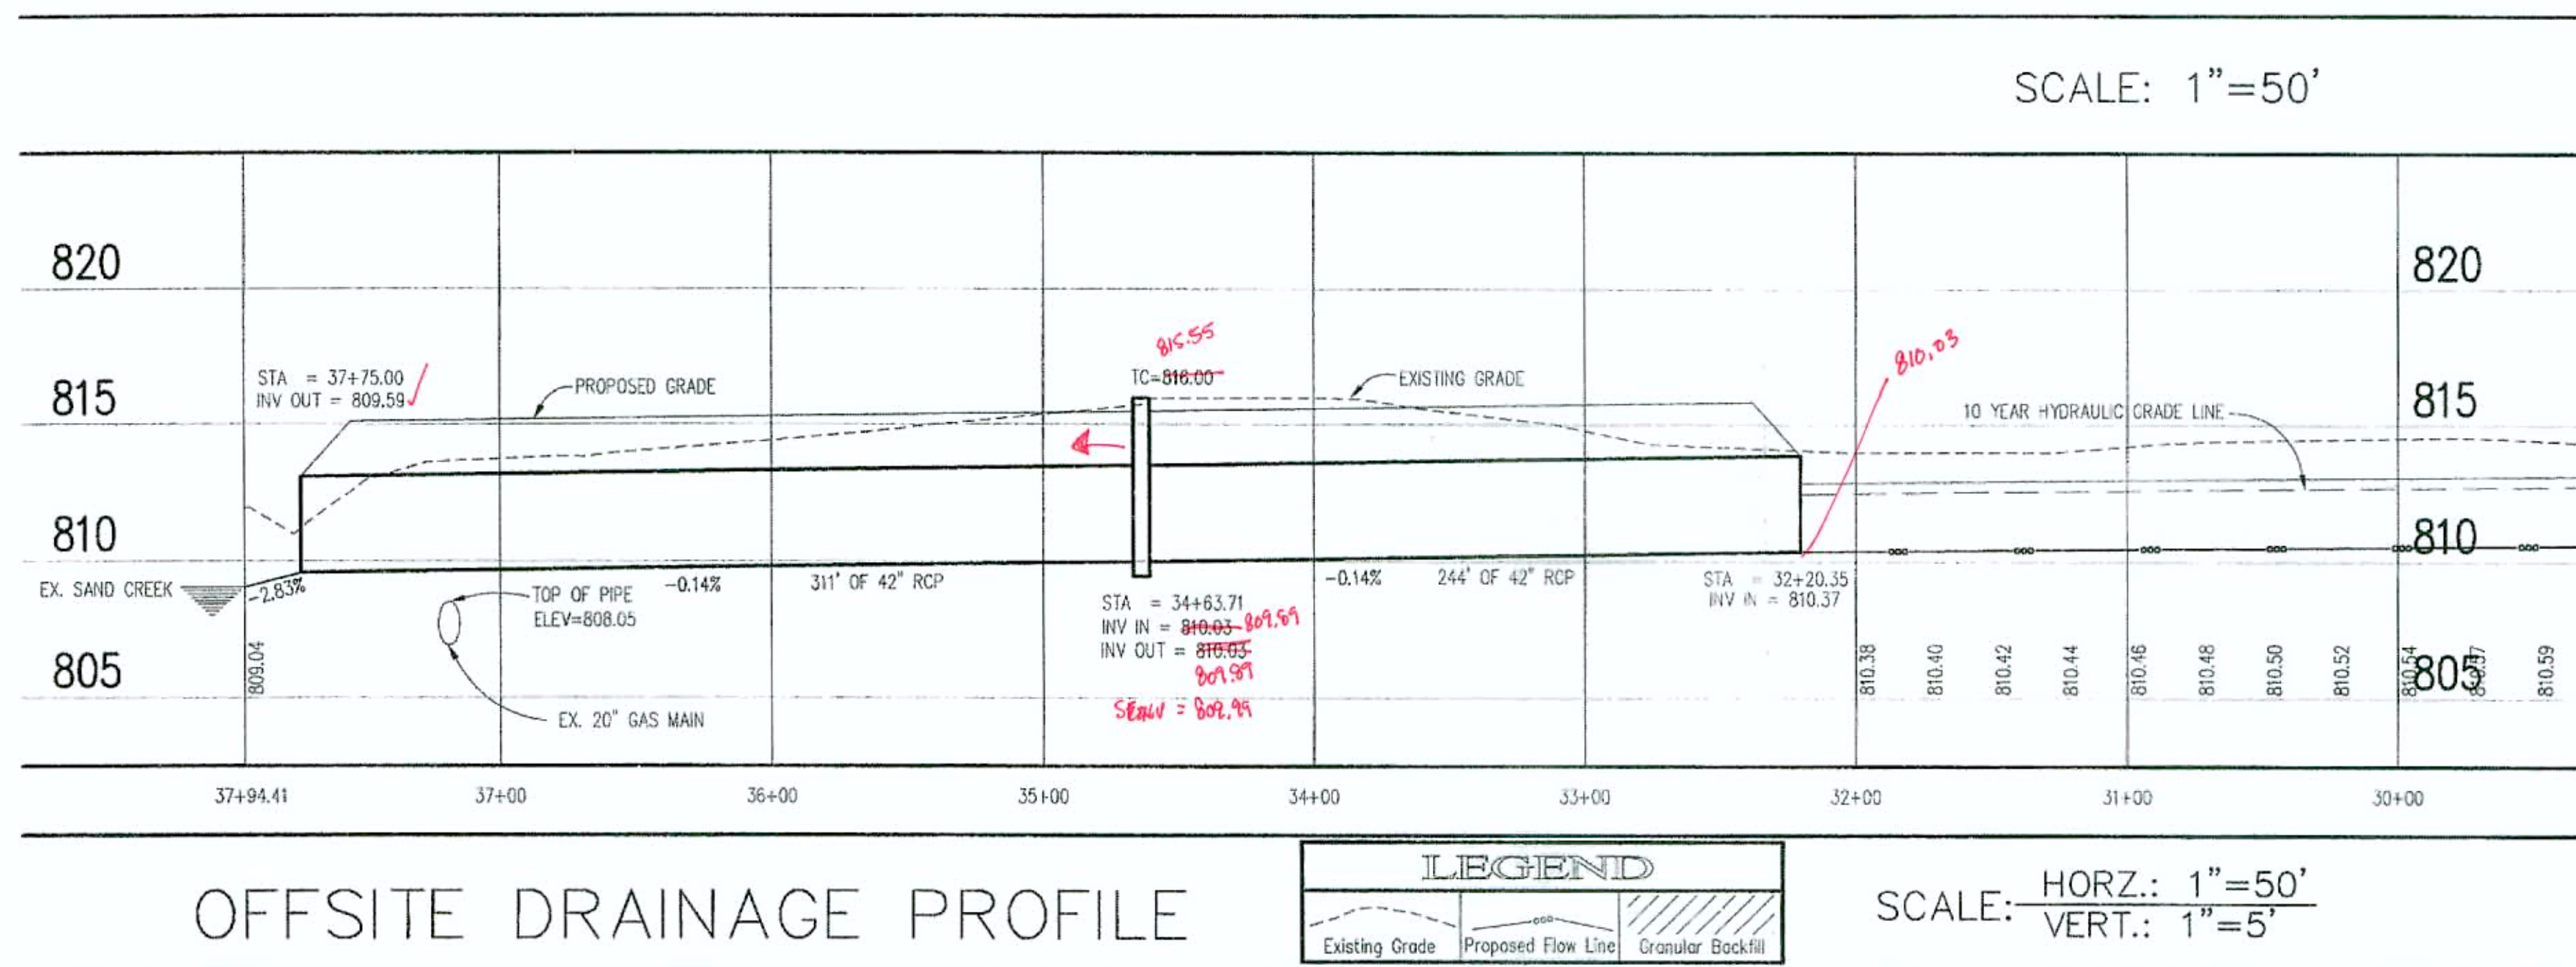 SCALE: 1"=50'
820
820
815.55
TC=816.00
810.03
STA = 37+75.00
INV OUT = 809.59
PROPOSED GRADE
EXISTING GRADE
10 YEAR HYDRAULIC GRADE LINE
815
815
810
810
EX. SAND CREEK
-2.83%
TOP OF PIPE
ELEV=808.05
-0.14%
311' OF 42" RCP
-0.14%
244' OF 42" RCP
STA = 32+20.35
INV IN = 810.37
STA = 34+63.71
INV IN = 810.03 809.89
INV OUT = 810.03
809.89
= 809.99
805
805
809.04
EX. 20" GAS MAIN
810.38
810.40
810.42
810.44
810.46
810.48
810.50
810.52
810.54
810.57
810.59
37+94.41
37+00
36+00
35+00
34+00
33+00
32+00
31+00
30+00
OFFSITE DRAINAGE PROFILE
LEGEND
Existing Grade
Proposed Flow Line
Granular Backfill
SCALE: HORZ.: 1"=50'
VERT.: 1"=5'